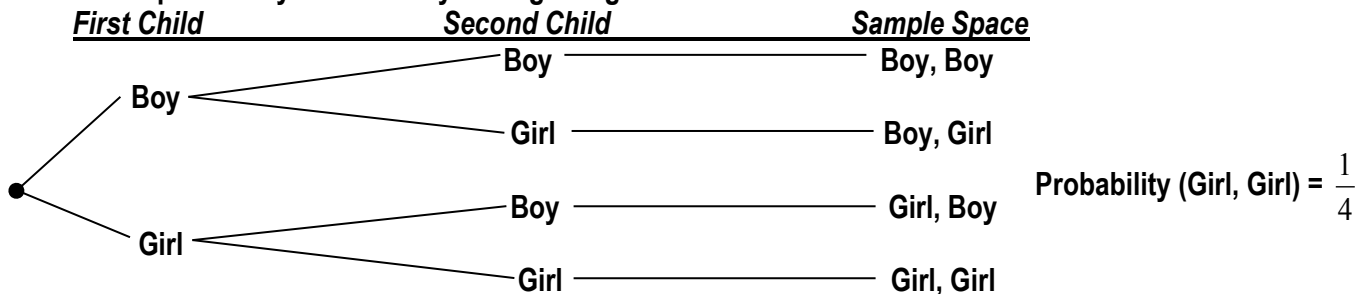 First Child Second Child Sample Space
Boy Boy, Boy
Boy
Girl Boy, Girl
Probability (Girl, Girl) = 1/4
Boy Girl, Boy
Girl
Girl Girl, Girl